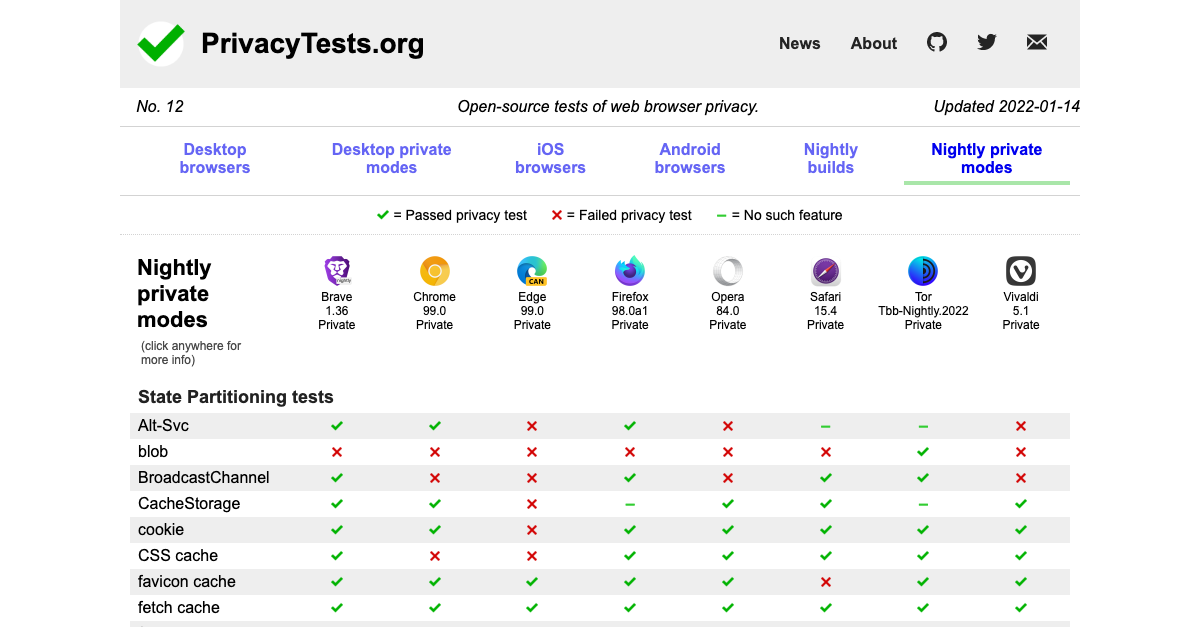 PrivacyTests.org
News About
No. 12 Open-source tests of web browser privacy. Updated 2022-01-14
Desktop browsers
Desktop private modes
iOS browsers
Android browsers
Nightly builds
Nightly private modes
= Passed privacy test = Failed privacy test = No such feature
Nightly
private
modes
(click anywhere for
more info)
nightly
Brave
1.36
Private
Chrome
99.0
Private
CAN
Edge
99.0
Private
Firefox
98.0a1
Private
Opera
84.0
Private
Safari
15.4
Private
Tor
Tbb-Nightly.2022
Private
Vivaldi
5.1
Private
State Partitioning tests
Alt-Svc
blob
BroadcastChannel
CacheStorage
cookie
CSS cache
favicon cache
fetch cache